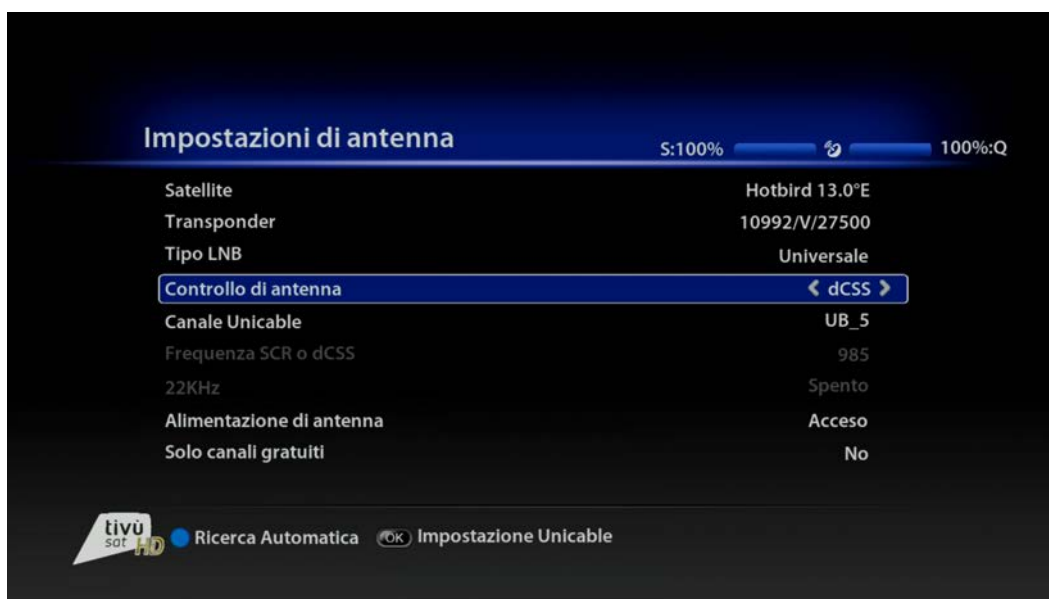 Impostazioni di antenna
S:100% 100%:Q
Satellite Hotbird 13.0°E
Transponder 10992/V/27500
Tipo LNB Universale
Controllo di antenna dCSS
Canale Unicable UB_5
Frequenza SCR o dCSS 985
22KHz Spento
Alimentazione di antenna Acceso
Solo canali gratuiti No
tivù
sat HD
Ricerca Automatica OK Impostazione Unicable